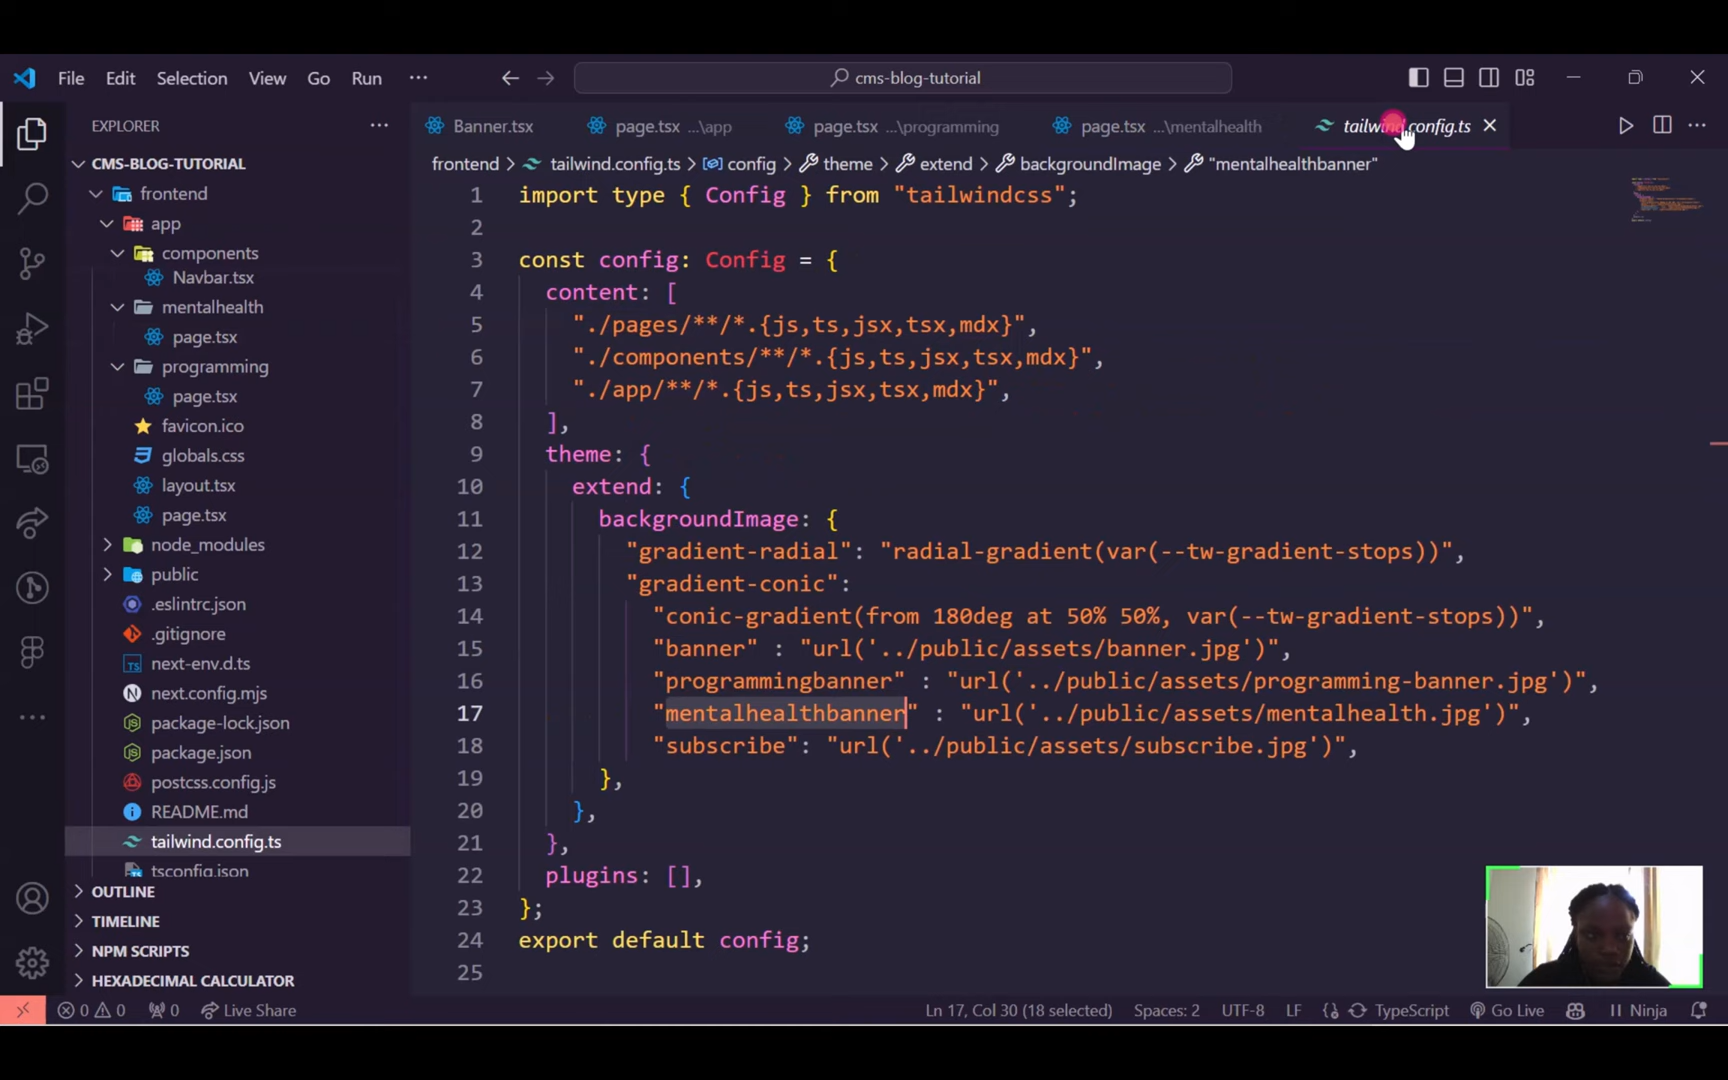 File Edit Selection View Go Run ··· cms-blog-tutorial
EXPLORER ···
CMS-BLOG-TUTORIAL
frontend
app
components
Navbar.tsx
mentalhealth
page.tsx
programming
page.tsx
favicon.ico
globals.css
layout.tsx
page.tsx
node_modules
public
.eslintrc.json
.gitignore
next-env.d.ts
next.config.mjs
package-lock.json
package.json
postcss.config.js
README.md
tailwind.config.ts
tsconfig.json
OUTLINE
TIMELINE
NPM SCRIPTS
HEXADECIMAL CALCULATOR
Banner.tsx page.tsx ...\app page.tsx ...\programming page.tsx ...\mentalhealth tailwind.config.ts
frontend > tailwind.config.ts > config > theme > extend > backgroundImage > "mentalhealthbanner"
1 import type { Config } from "tailwindcss";
2
3 const config: Config = {
4 content: [
5 "./pages/**/*.{js,ts,jsx,tsx,mdx}",
6 "./components/**/*.{js,ts,jsx,tsx,mdx}",
7 "./app/**/*.{js,ts,jsx,tsx,mdx}",
8 ],
9 theme: {
10 extend: {
11 backgroundImage: {
12 "gradient-radial": "radial-gradient(var(--tw-gradient-stops))",
13 "gradient-conic":
14 "conic-gradient(from 180deg at 50% 50%, var(--tw-gradient-stops))",
15 "banner" : "url('../public/assets/banner.jpg')",
16 "programmingbanner" : "url('../public/assets/programming-banner.jpg')",
17 "mentalhealthbanner" : "url('../public/assets/mentalhealth.jpg')",
18 "subscribe": "url('../public/assets/subscribe.jpg')",
19 },
20 },
21 },
22 plugins: [],
23 };
24 export default config;
25
0 0 0 Live Share Ln 17, Col 30 (18 selected) Spaces: 2 UTF-8 LF {} TypeScript Go Live Ninja